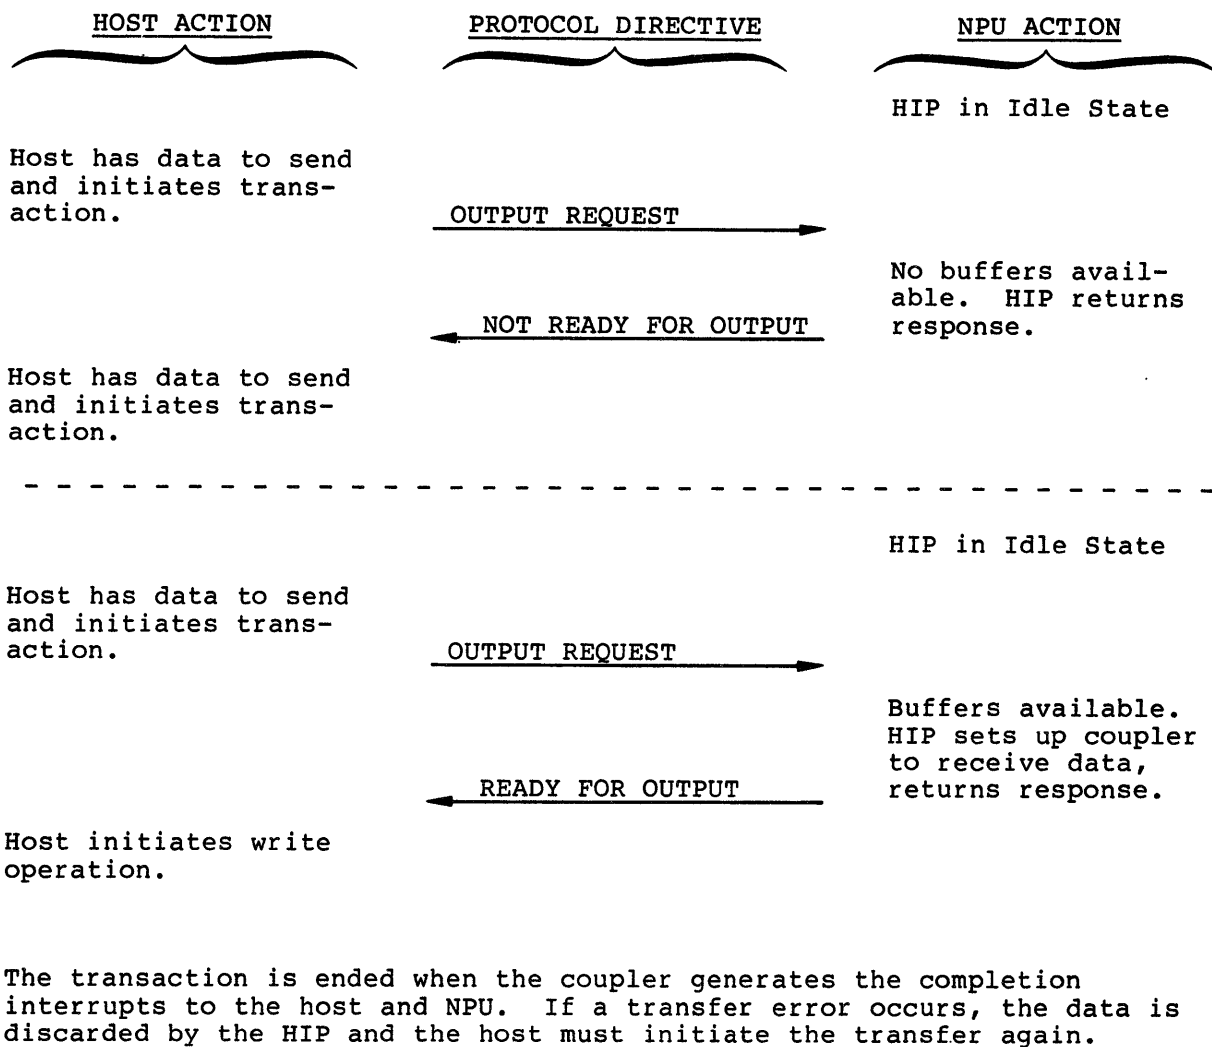 HOST ACTION PROTOCOL DIRECTIVE NPU ACTION
HIP in Idle State
Host has data to send
and initiates trans-
action.
OUTPUT REQUEST
No buffers avail-
able. HIP returns
response.
NOT READY FOR OUTPUT
Host has data to send
and initiates trans-
action.
HIP in Idle State
Host has data to send
and initiates trans-
action.
OUTPUT REQUEST
Buffers available.
HIP sets up coupler
to receive data,
returns response.
READY FOR OUTPUT
Host initiates write
operation.
The transaction is ended when the coupler generates the completion
interrupts to the host and NPU. If a transfer error occurs, the data is
discarded by the HIP and the host must initiate the transfer again.